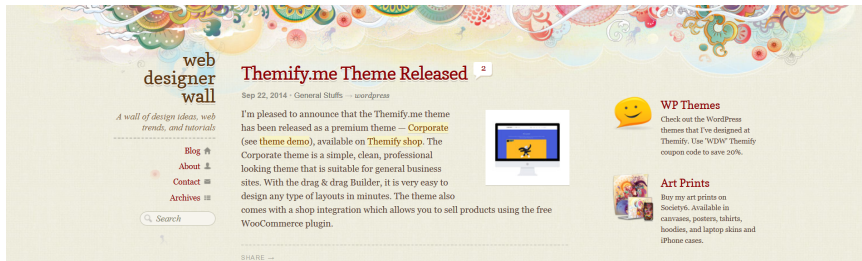 web
designer
wall
A wall of design ideas, web
trends, and tutorials
Blog
About
Contact
Archives
Search
Themify.me Theme Released
2
Sep 22, 2014 · General Stuffs — wordpress
I'm pleased to announce that the Themify.me theme
has been released as a premium theme — Corporate
(see theme demo), available on Themify shop. The
Corporate theme is a simple, clean, professional
looking theme that is suitable for general business
sites. With the drag & drag Builder, it is very easy to
design any type of layouts in minutes. The theme also
comes with a shop integration which allows you to sell products using the free
WooCommerce plugin.
SHARE →
WP Themes
Check out the WordPress
themes that I've designed at
Themify. Use 'WDW' Themify
coupon code to save 20%.
Art Prints
Buy my art prints on
Society6. Available in
canvases, posters, tshirts,
hoodies, and laptop skins and
iPhone cases.